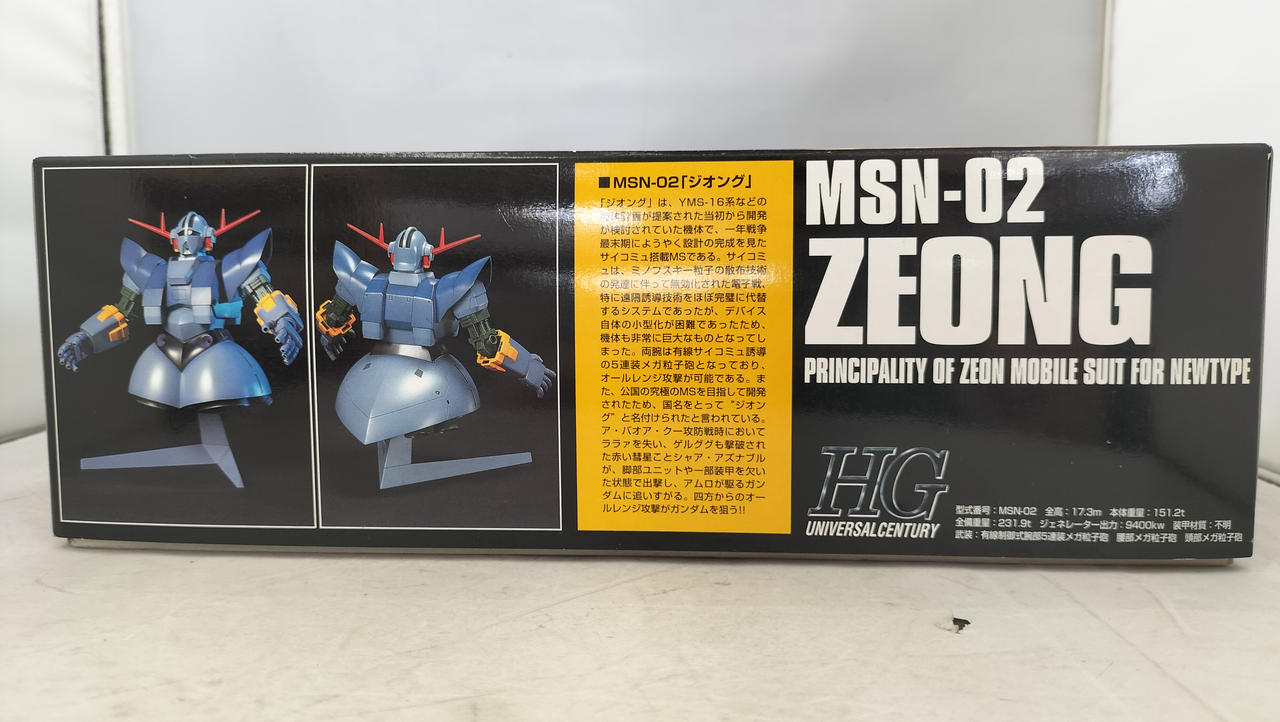 ■MSN-02「ジオング」
「ジオング」は、YMS-16系などの
計画が提案された当初から開発
が検討されていた機体で、一年戦争
最末期にようやく設計の完成を見た
サイコミュ搭載MSである。サイコミ
ュは、ミノフスキー粒子の散布技術
の発達に伴って無効化された電子戦、
特に遠隔誘導技術をほぼ完璧に代替
するシステムであったが、デバイス
自体の小型化が困難であったため、
機体も非常に巨大なものとなってし
まった。両腕は有線サイコミュ誘導
の5連装メガ粒子砲となっており、
オールレンジ攻撃が可能である。ま
た、公国の究極のMSを目指して開発
されたため、国名をとって“ジオン
グ”と名付けられたと言われている。
ア・バオア・クー攻防戦時において
ララァを失い、ゲルググも撃破され
た赤い彗星ことシャア・アズナブル
が、脚部ユニットや一部装甲を欠い
た状態で出撃し、アムロが駆るガン
ダムに追いすがる。四方からのオー
ルレンジ攻撃がガンダムを狙う!!
MSN-02
ZEONG
PRINCIPALITY OF ZEON MOBILE SUIT FOR NEWTYPE
HG
UNIVERSAL CENTURY
型式番号：MSN-02 全高：17.3m 本体重量：151.2t
全備重量：231.9t ジェネレーター出力：9400kw 装甲材質：不明
武装：有線制御式腕部5連装メガ粒子砲 腰部メガ粒子砲 頭部メガ粒子砲